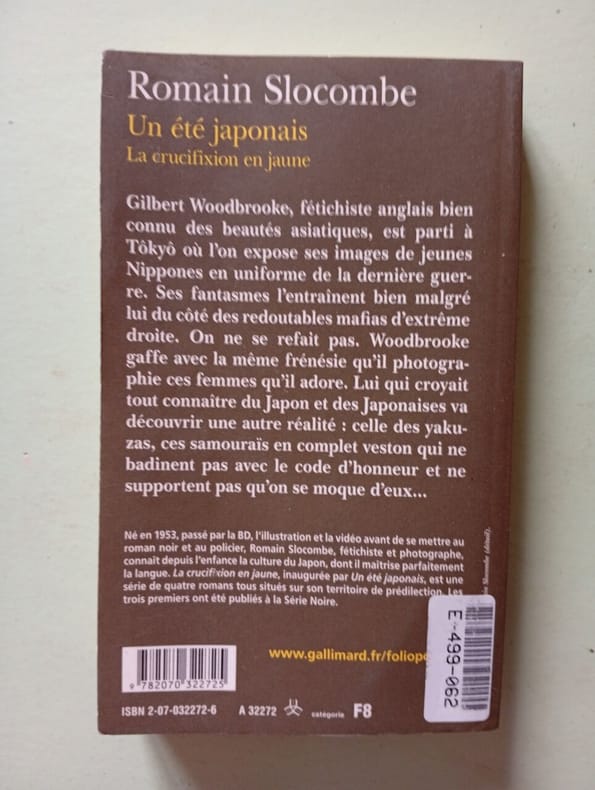 Romain Slocombe
Un été japonais
La crucifixion en jaune
Gilbert Woodbrooke, fétichiste anglais bien
connu des beautés asiatiques, est parti à
Tôkyô où l'on expose ses images de jeunes
Nippones en uniforme de la dernière guer-
re. Ses fantasmes l'entraînent bien malgré
lui du côté des redoutables mafias d'extrême
droite. On ne se refait pas. Woodbrooke
gaffe avec la même frénésie qu'il photogra-
phie ces femmes qu'il adore. Lui qui croyait
tout connaître du Japon et des Japonaises va
découvrir une autre réalité : celle des yaku-
zas, ces samouraïs en complet veston qui ne
badinent pas avec le code d'honneur et ne
supportent pas qu'on se moque d'eux...
Né en 1953, passé par la BD, l'illustration et la vidéo avant de se mettre au
roman noir et au policier, Romain Slocombe, fétichiste et photographe,
connaît depuis l'enfance la culture du Japon, dont il maîtrise parfaitement
la langue. La crucifixion en jaune, inaugurée par Un été japonais, est une
série de quatre romans tous situés sur son territoire de prédilection. Les
trois premiers ont été publiés à la Série Noire.
Slocombe (détail).
E-499-062
www.gallimard.fr/foliopo
9 782070 322725
ISBN 2-07-032272-6 A 32272 catégorie F8